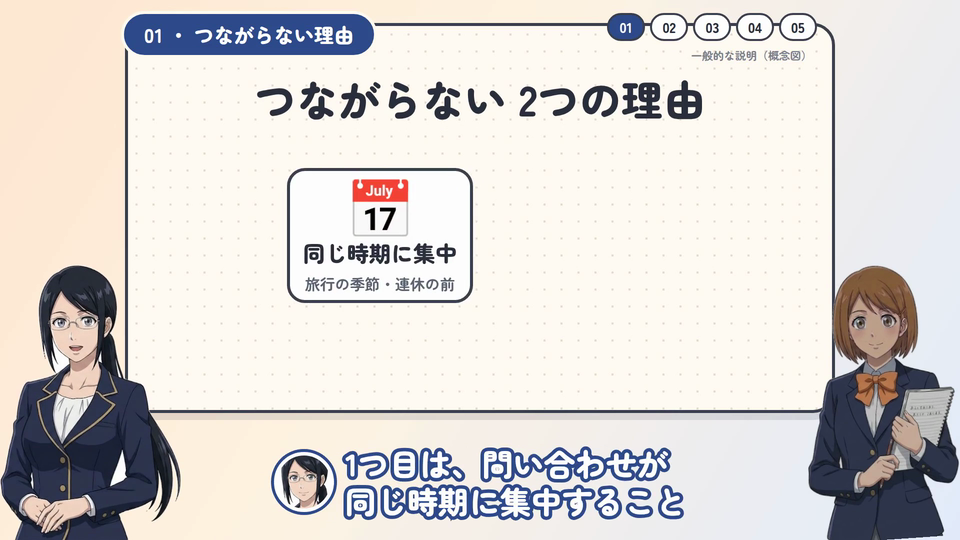 01 ・ つながらない理由
01 02 03 04 05
一般的な説明（概念図）
つながらない 2つの理由
July
17
同じ時期に集中
旅行の季節・連休の前
1つ目は、問い合わせが
同じ時期に集中すること